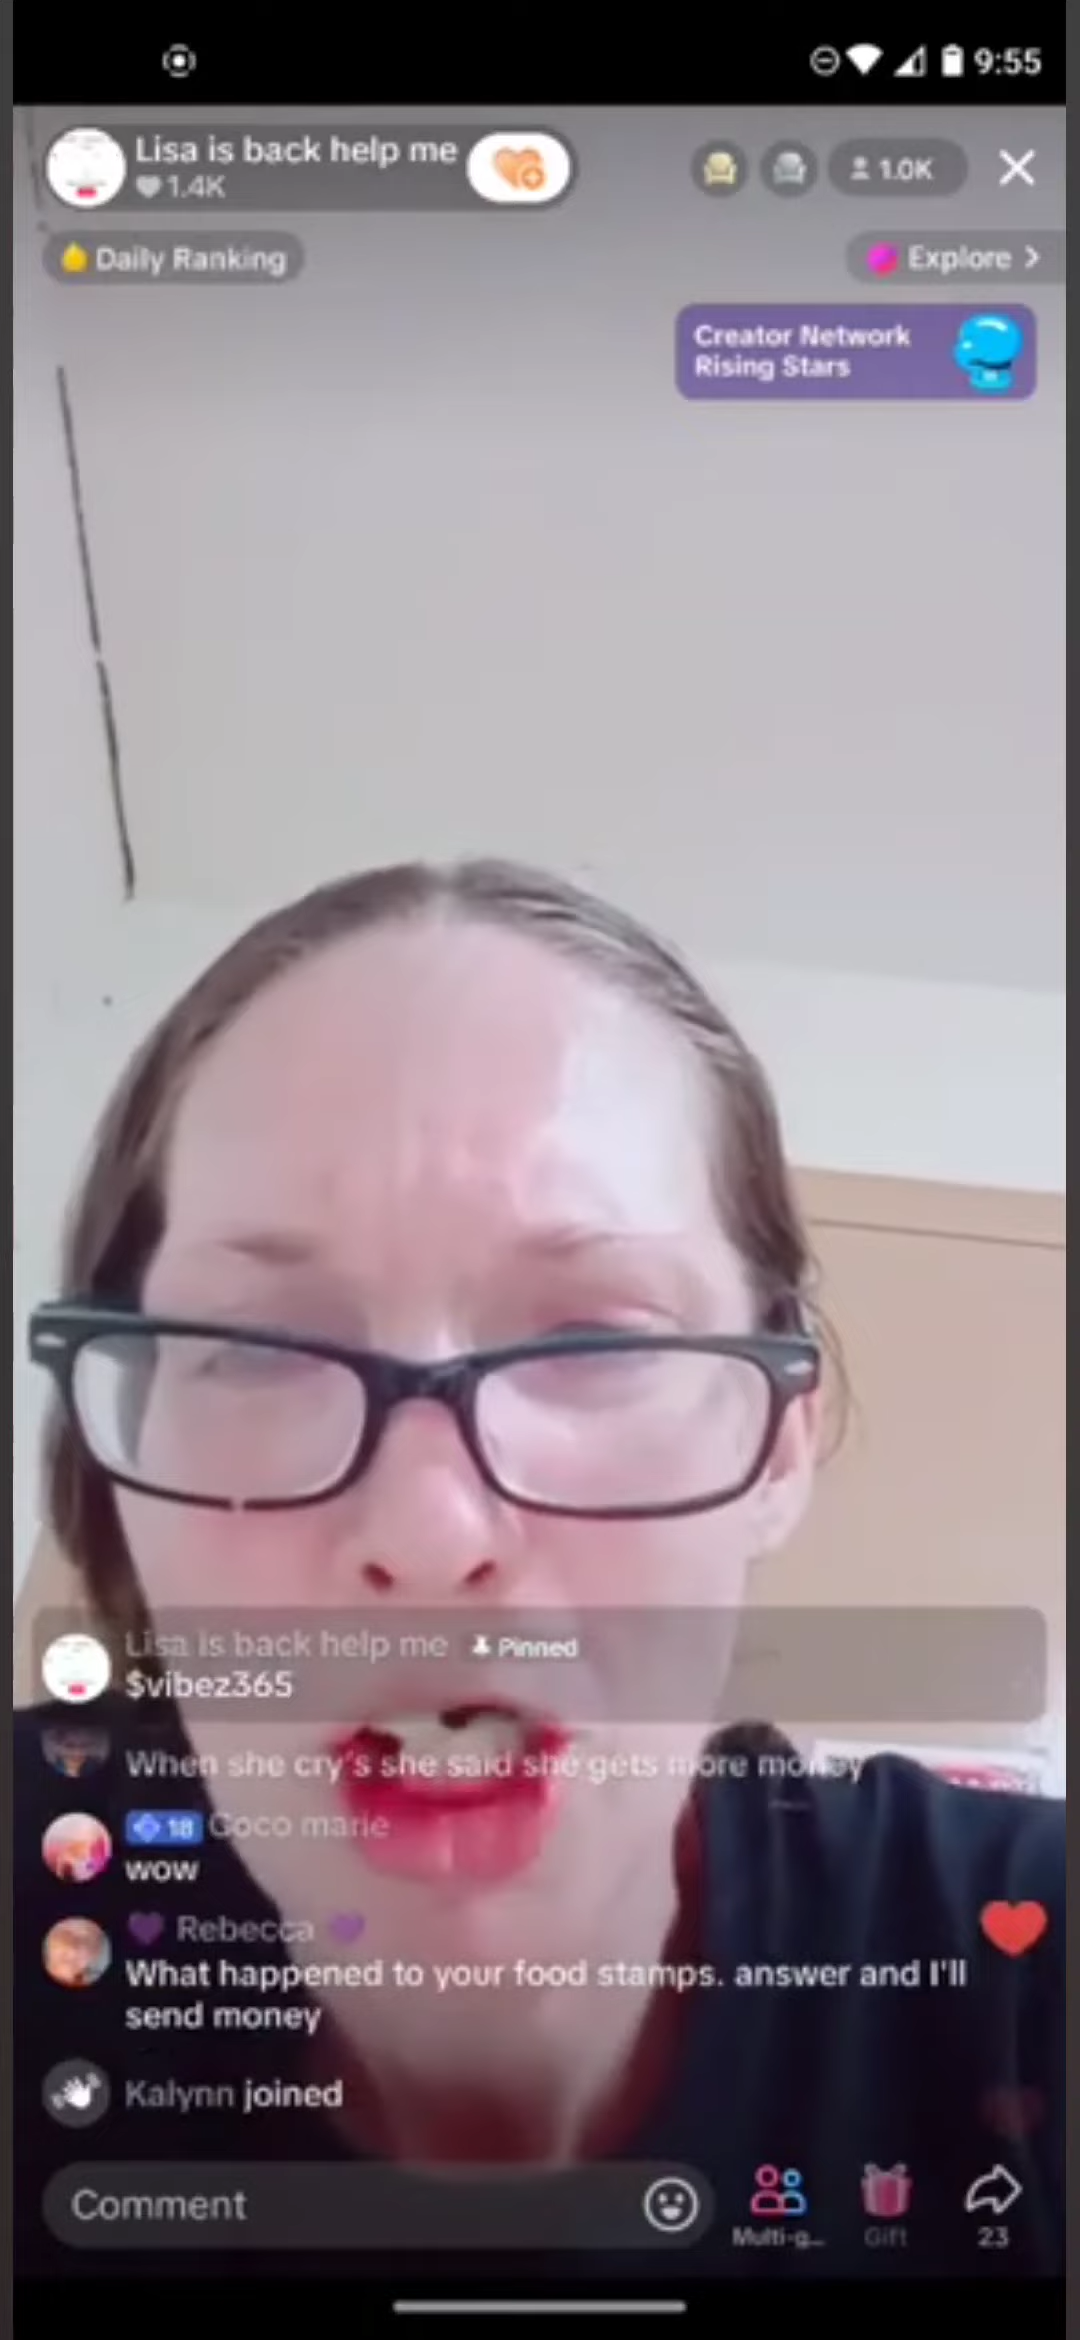 9:55
Lisa is back help me
1.4K
1.0K
Daily Ranking
Explore >
Creator Network
Rising Stars
Lisa is back help me Pinned
$vibez365
When she cry's she said she gets more money
18 Coco marie
wow
Rebecca
What happened to your food stamps. answer and I'll
send money
Kalynn joined
Comment
Multi-g...
Gift
23